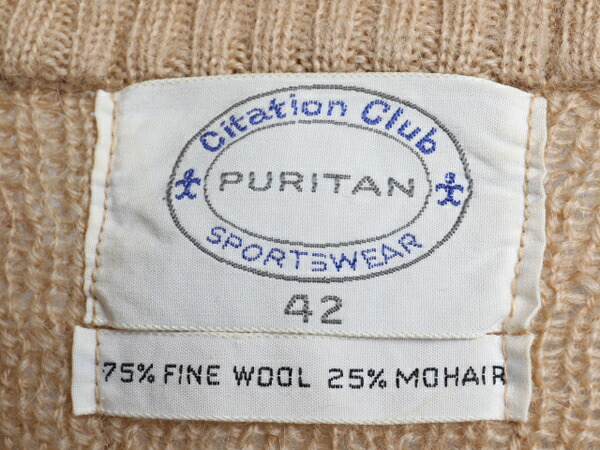 Citation Club
PURITAN
SPORTSWEAR
42
75% FINE WOOL 25% MOHAIR